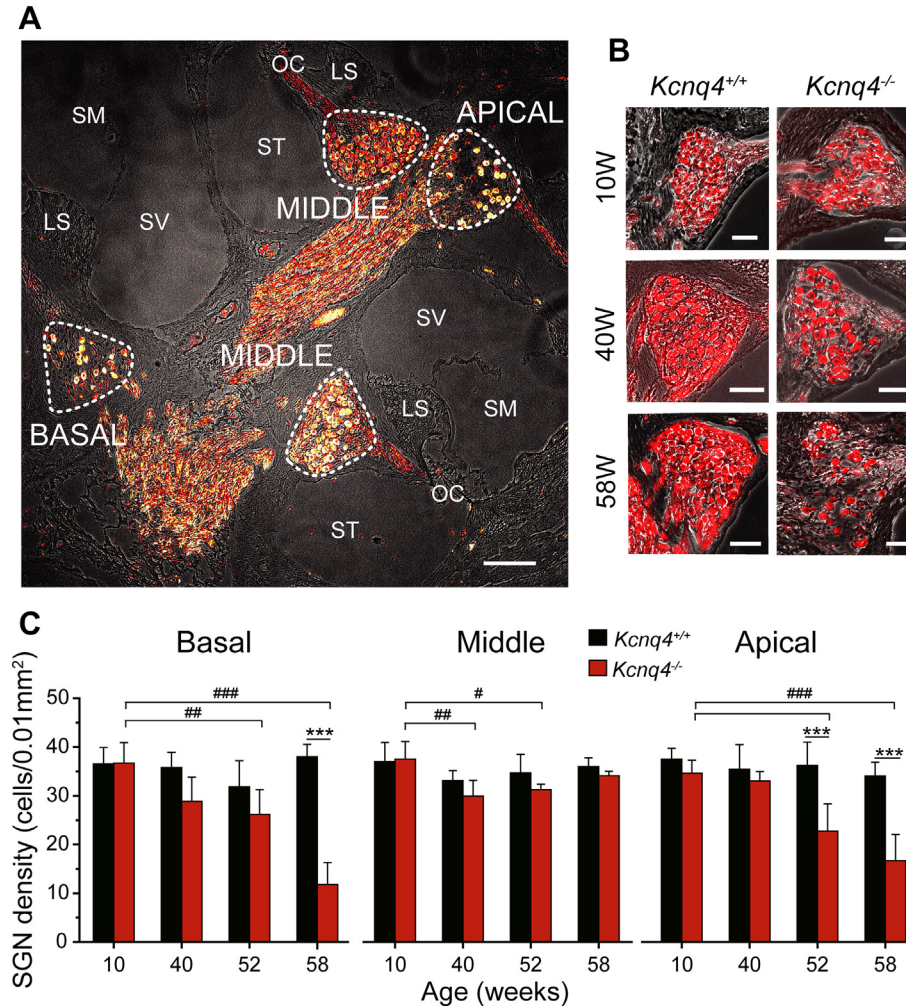 A
OC
LS
SM
APICAL
ST
MIDDLE
LS
SV
SV
MIDDLE
LS
SM
BASAL
OC
ST
B
Kcnq4+/+
Kcnq4-/-
10W
40W
58W
C
Basal
Middle
Apical
Kcnq4+/+
Kcnq4-/-
SGN density (cells/0.01mm²)
50
40
30
20
10
0
###
##
***
#
##
###
***
***
10 40 52 58
10 40 52 58
10 40 52 58
Age (weeks)